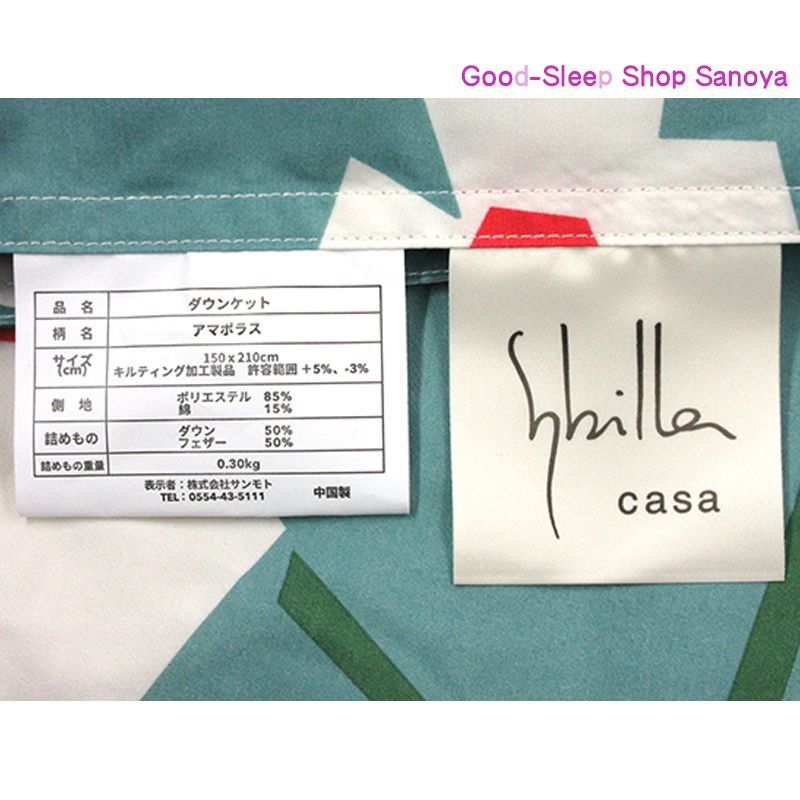 Good-Sleep Shop Sanoya
品 名 ダウンケット
柄 名 アマポラス
サイズ (cm) 150x210cm
キルティング加工製品 許容範囲 +5%、-3%
側 地 ポリエステル 85%
綿 15%
詰めもの ダウン 50%
フェザー 50%
詰めもの重量 0.30kg
表示者：株式会社サンモト
TEL：0554-43-5111 中国製
Sybilla
casa